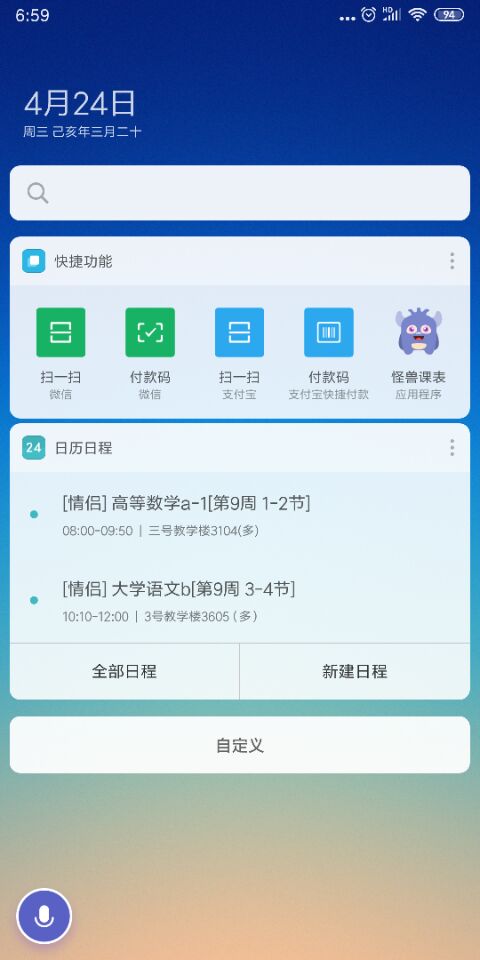 6:59
HD
94
4月24日
周三 己亥年三月二十
快捷功能
扫一扫
微信
付款码
微信
扫一扫
支付宝
付款码
支付宝快捷付款
怪兽课表
应用程序
24
日历日程
[情侣] 高等数学a-1[第9周 1-2节]
08:00-09:50 | 三号教学楼3104(多)
[情侣] 大学语文b[第9周 3-4节]
10:10-12:00 | 3号教学楼3605 (多)
全部日程
新建日程
自定义